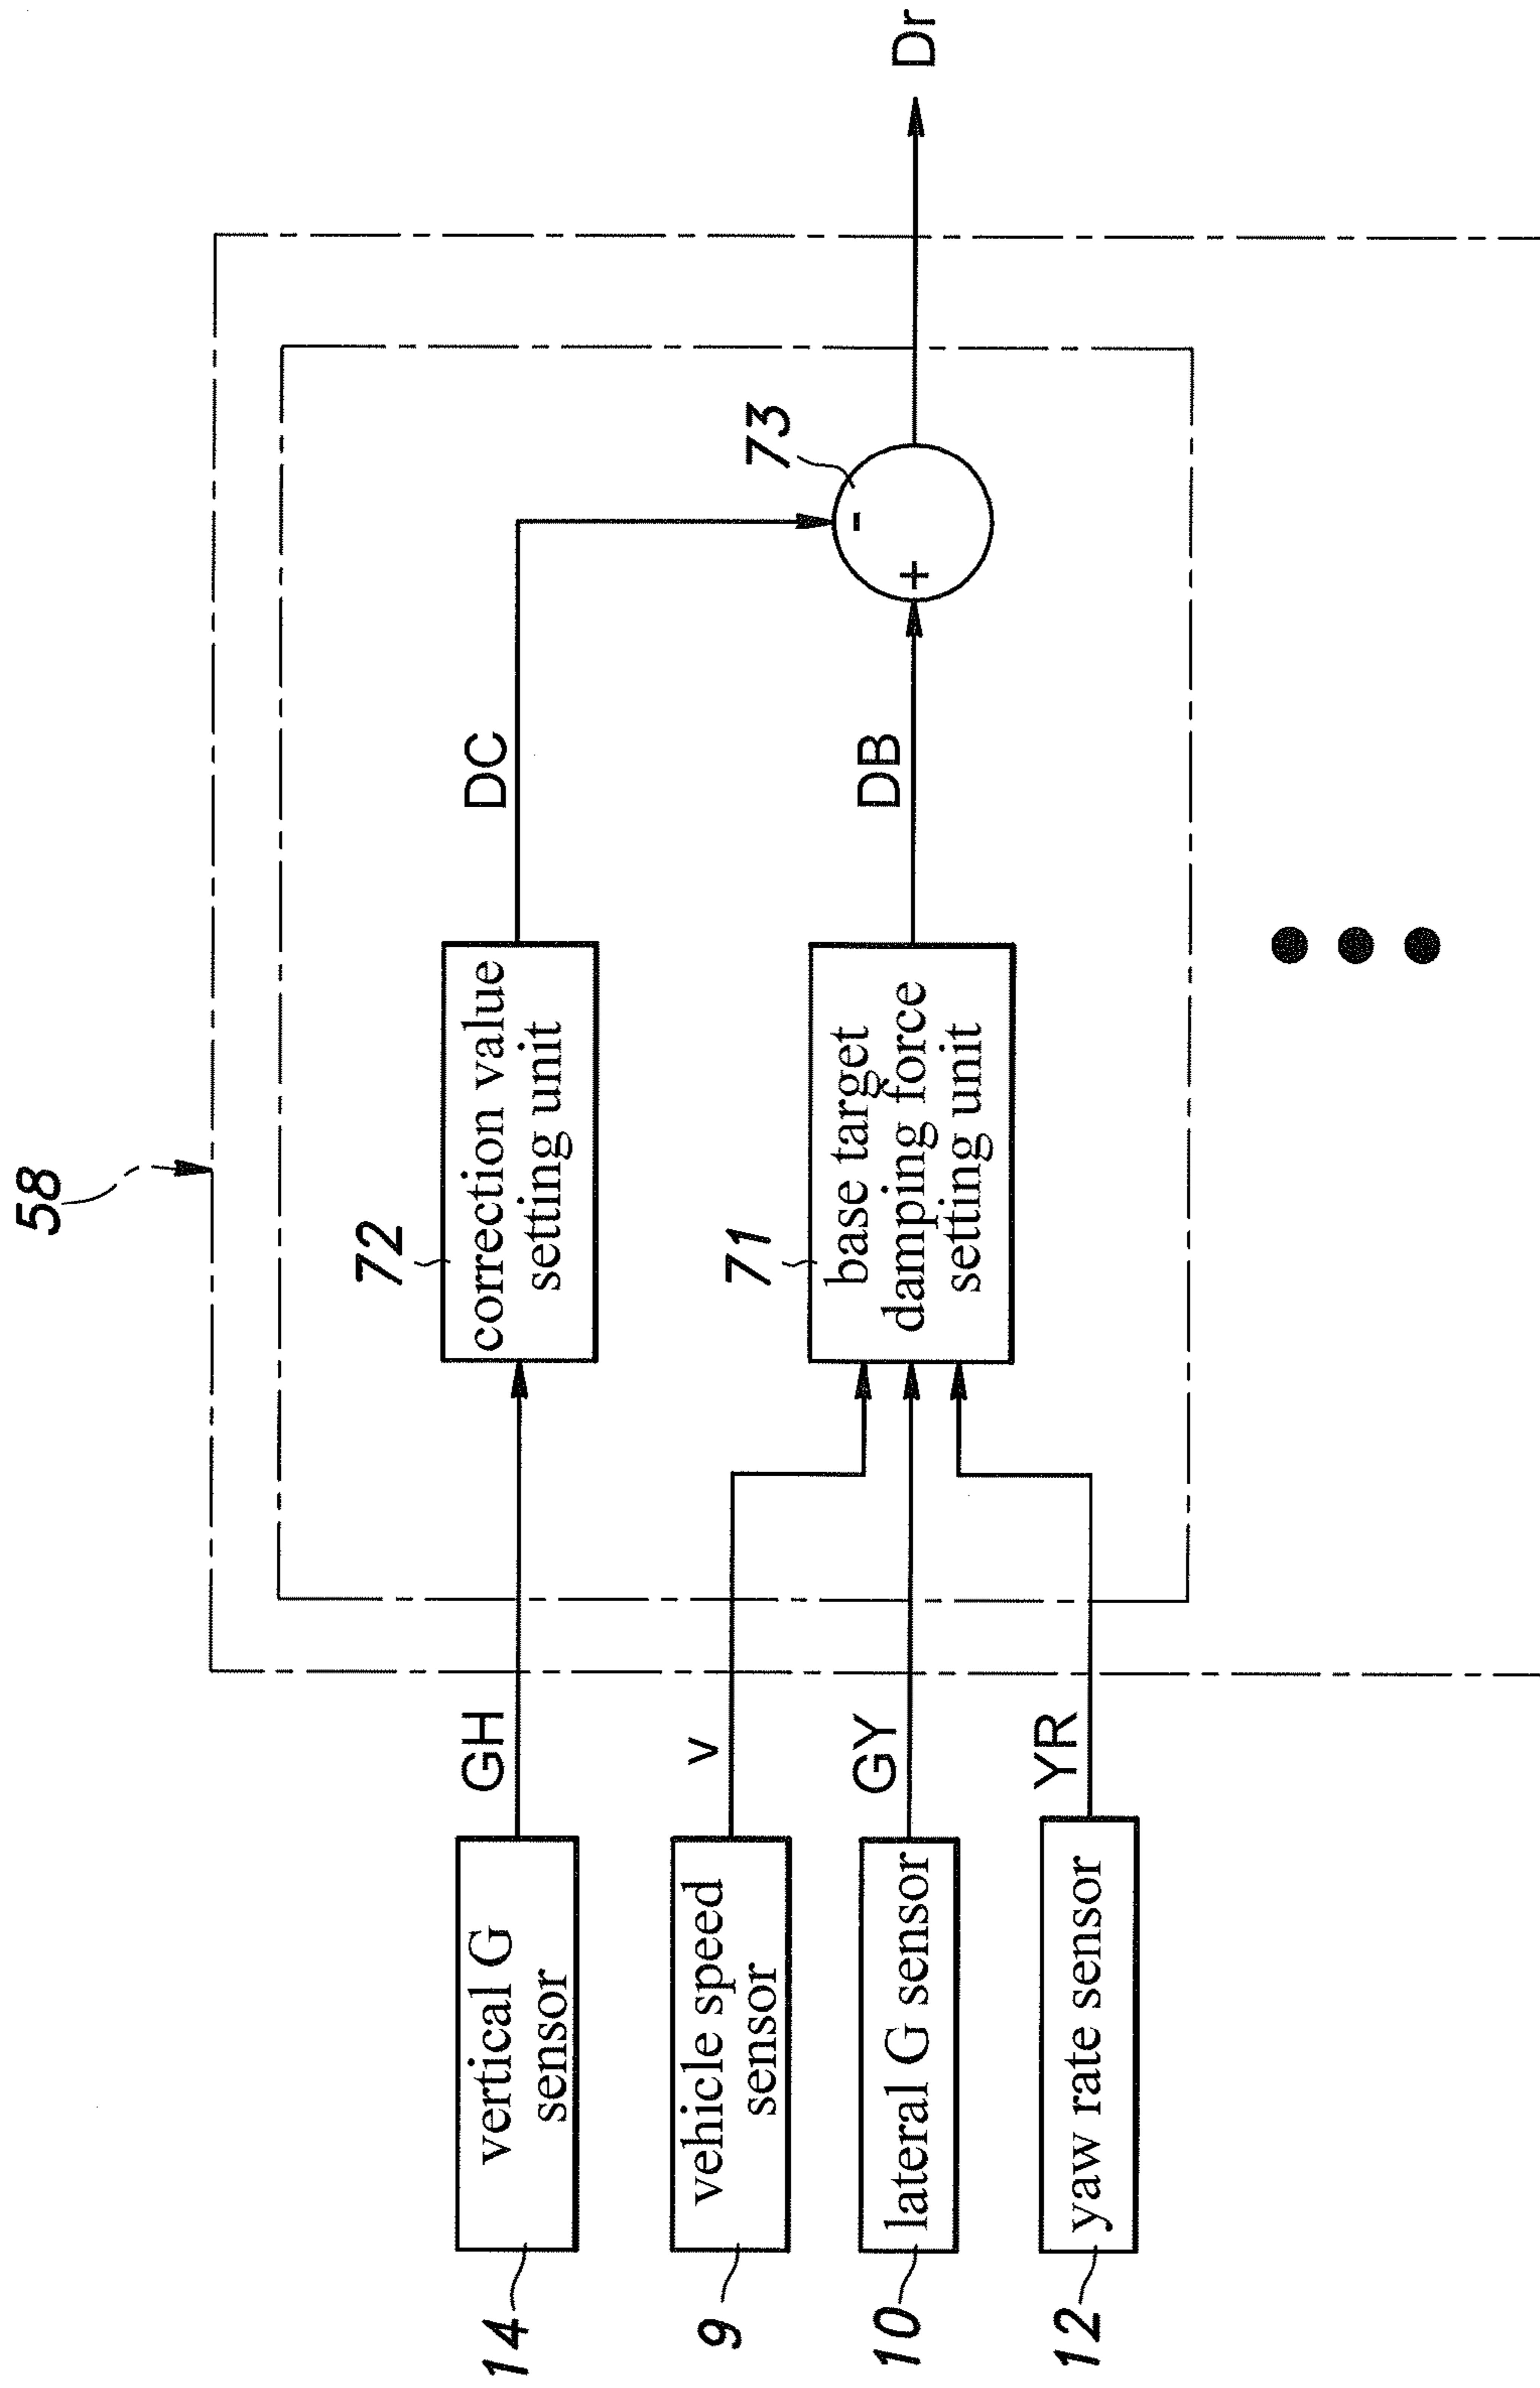 58
14
vertical G
sensor
GH
72
correction value
setting unit
DC
73
-
+
Dr
9
vehicle speed
sensor
v
10
lateral G sensor
GY
71
base target
damping force
setting unit
DB
12
yaw rate sensor
YR